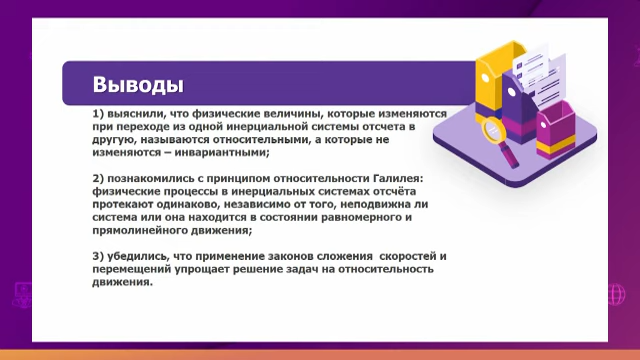 Выводы
1) выяснили, что физические величины, которые изменяются
при переходе из одной инерциальной системы отсчета в
другую, называются относительными, а которые не
изменяются – инвариантными;
2) познакомились с принципом относительности Галилея:
физические процессы в инерциальных системах отсчёта
протекают одинаково, независимо от того, неподвижна ли
система или она находится в состоянии равномерного и
прямолинейного движения;
3) убедились, что применение законов сложения скоростей и
перемещений упрощает решение задач на относительность
движения.